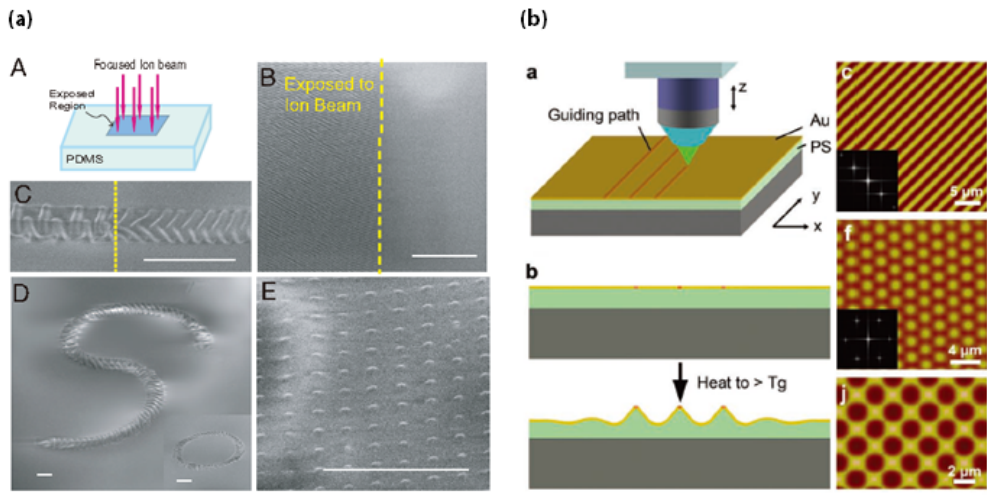 (a)
(b)
A
Focused Ion beam
Exposed
Region
PDMS
B
Exposed to
Ion Beam
C
D
E
a
z
Guiding path
Au
PS
y
x
b
Heat to > Tg
c
5 μm
f
4 μm
j
2 μm